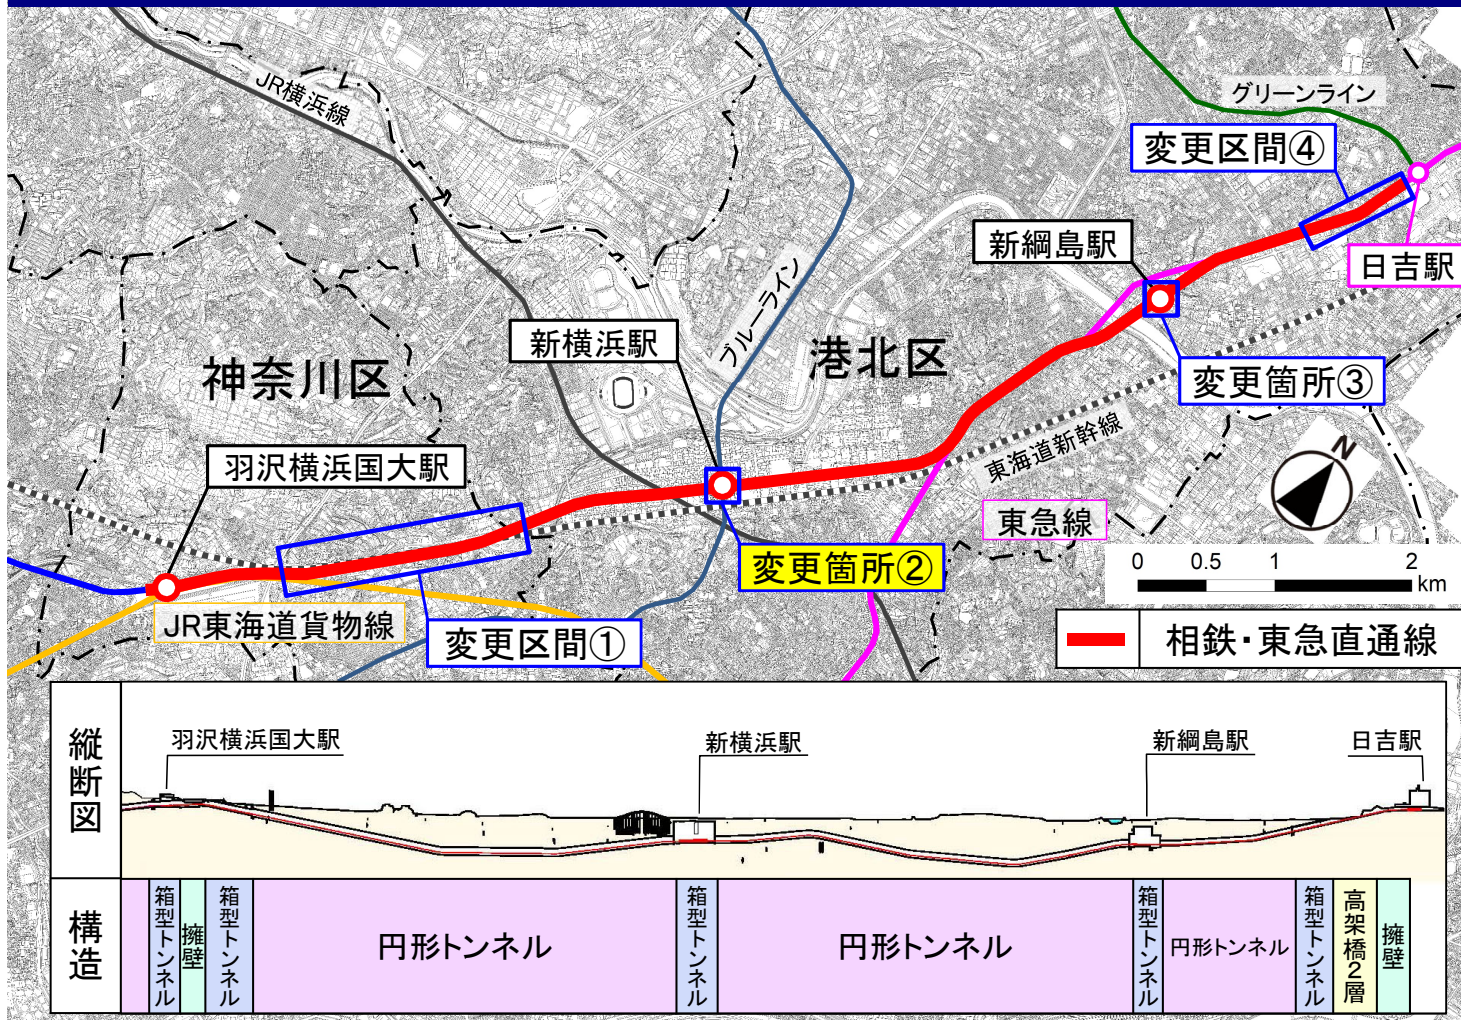 JR横浜線
グリーンライン
変更区間④
新綱島駅
日吉駅
ブルーライン
新横浜駅
港北区
神奈川区
変更箇所③
東海道新幹線
N
羽沢横浜国大駅
東急線
変更箇所②
0 0.5 1 2
km
JR東海道貨物線
変更区間①
相鉄・東急直通線
縦断図
羽沢横浜国大駅
新横浜駅
新綱島駅
日吉駅
構造
箱型トンネル
擁壁
箱型トンネル
円形トンネル
箱型トンネル
円形トンネル
箱型トンネル
円形トンネル
箱型トンネル
高架橋2層
擁壁